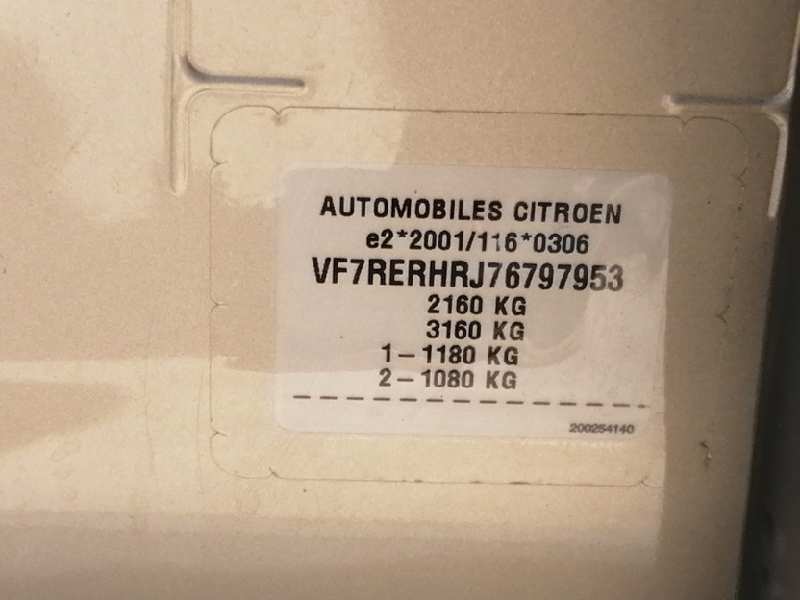 AUTOMOBILES CITROEN
e2*2001/116*0306
VF7RERHRJ76797953
2160 KG
3160 KG
1-1180 KG
2-1080 KG
200254140